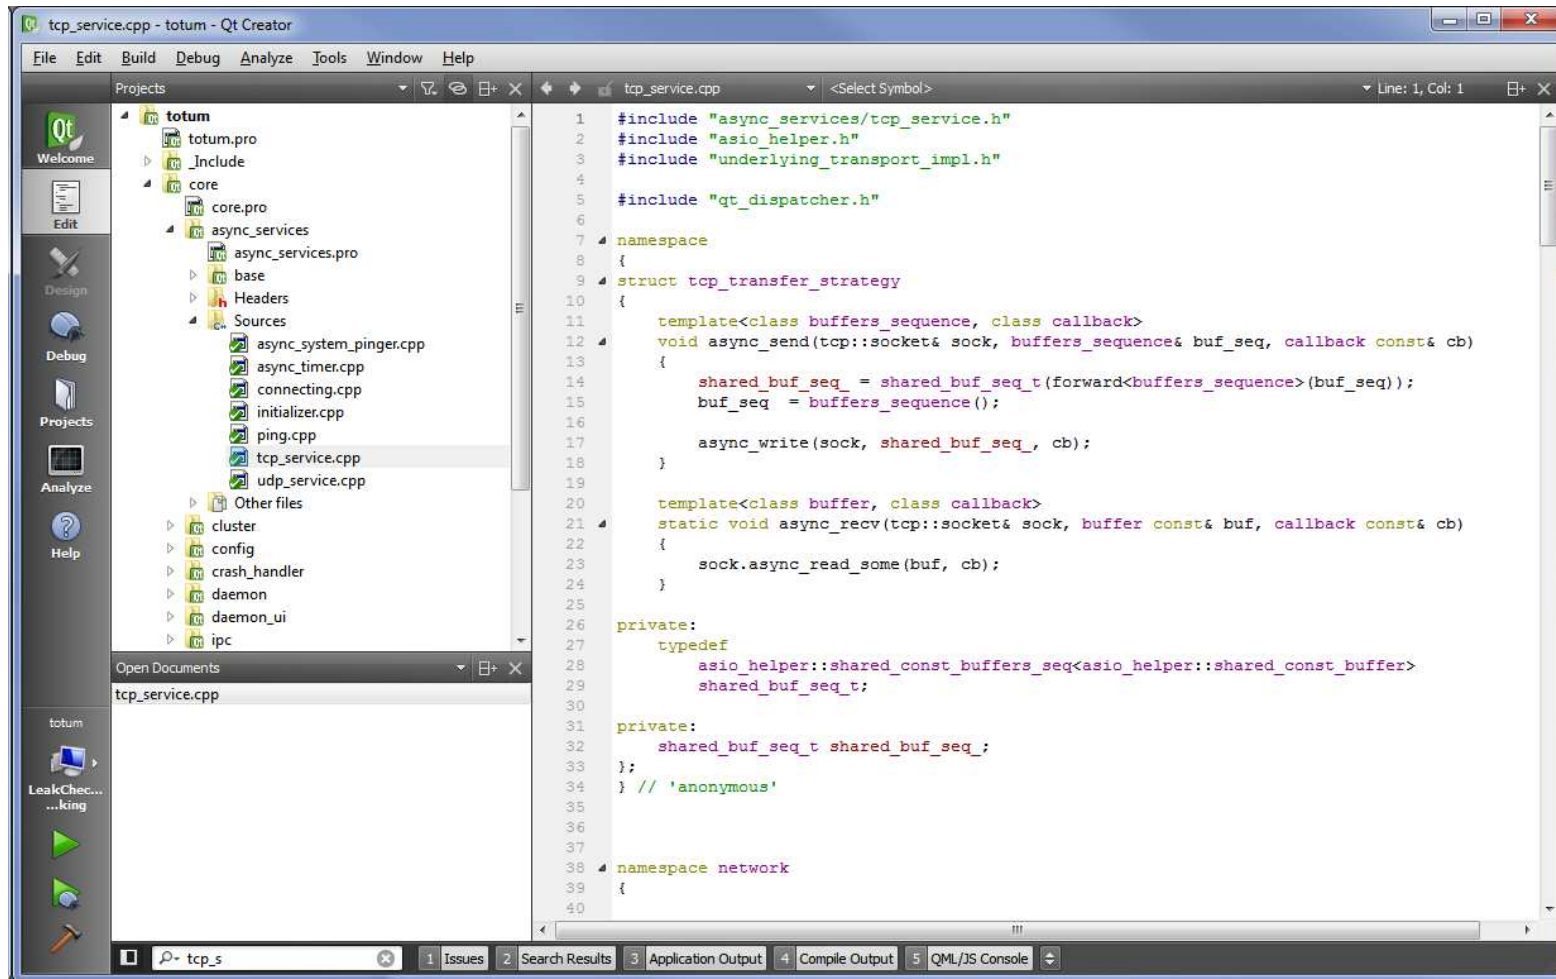 tcp_service.cpp - totum - Qt Creator
File Edit Build Debug Analyze Tools Window Help
Projects
tcp_service.cpp
<Select Symbol>
Line: 1, Col: 1
Welcome
Edit
Design
Debug
Projects
Analyze
Help
totum
totum.pro
_Include
core
core.pro
async_services
async_services.pro
base
Headers
Sources
async_system_pinger.cpp
async_timer.cpp
connecting.cpp
initializer.cpp
ping.cpp
tcp_service.cpp
udp_service.cpp
Other files
cluster
config
crash_handler
daemon
daemon_ui
ipc
Open Documents
tcp_service.cpp
totum
LeakChec...
...king
1 #include "async_services/tcp_service.h"
2 #include "asio_helper.h"
3 #include "underlying_transport_impl.h"
4
5 #include "qt_dispatcher.h"
6
7 namespace
8 {
9 struct tcp_transfer_strategy
10 {
11     template<class buffers_sequence, class callback>
12     void async_send(tcp::socket& sock, buffers_sequence& buf_seq, callback const& cb)
13     {
14         shared_buf_seq_ = shared_buf_seq_t(forward<buffers_sequence>(buf_seq));
15         buf_seq  = buffers_sequence();
16
17         async_write(sock, shared_buf_seq_, cb);
18     }
19
20     template<class buffer, class callback>
21     static void async_recv(tcp::socket& sock, buffer const& buf, callback const& cb)
22     {
23         sock.async_read_some(buf, cb);
24     }
25
26 private:
27     typedef
28         asio_helper::shared_const_buffers_seq<asio_helper::shared_const_buffer>
29         shared_buf_seq_t;
30
31 private:
32     shared_buf_seq_t shared_buf_seq_;
33 };
34 } // 'anonymous'
35
36
37
38 namespace network
39 {
40
tcp_s
1 Issues 2 Search Results 3 Application Output 4 Compile Output 5 QML/JS Console